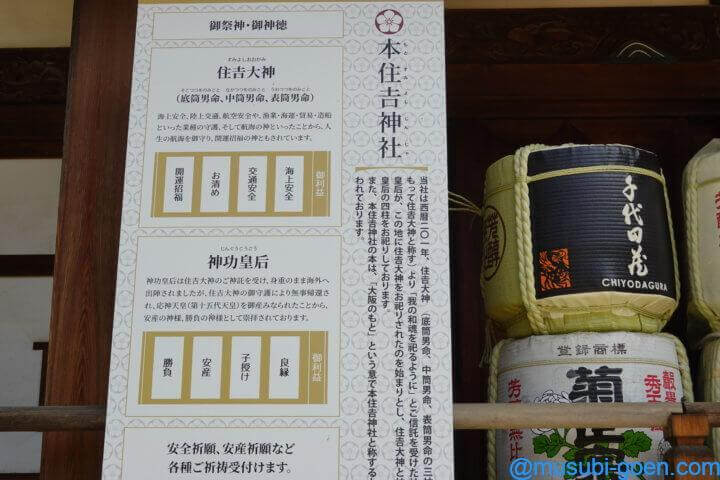 もと すみ よし じん じゃ
本住吉神社
当社は西暦二〇一年、住吉大神（底筒男命、中筒男命、表筒男命の三神
もって住吉大神と称す）より「我の和魂を祀るように」とご信託を受けた
皇后が、この地に住吉大神をお祀りされたのを始まりとし、住吉大神と
皇后の四柱をお祀りしております。
また、本住吉神社の本は、「大阪のもと」という意で本住吉神社と称する
われております。
御祭神・御神徳
すみよしおおかみ
住吉大神
そこつつをのみこと なかつつをのみこと うわつつをのみこと
（底筒男命、中筒男命、表筒男命）
海上安全、陸上交通、航空安全や、漁業・海運・貿易・造船
といった業種の守護、そして航海の神といったことから、人
生の航海を御守り、開運招福の神ともされています。
御利益
海上安全
交通安全
お清め
開運招福
じんぐうこうごう
神功皇后
神功皇后は住吉大神のご神託を受け、身重のまま海外へ
出陣されましたが、住吉大神の御守護により無事帰還さ
れ、応神天皇（第十五代天皇）を御産みなられたことから、
安産の神様、勝負の神様として崇拝されております。
御利益
良縁
子授け
安産
勝負
安全祈願、安産祈願など
各種ご祈祷受付けます。
千代田蔵
CHIYODAGURA
登録商標
菊正
@musubi-goen.com